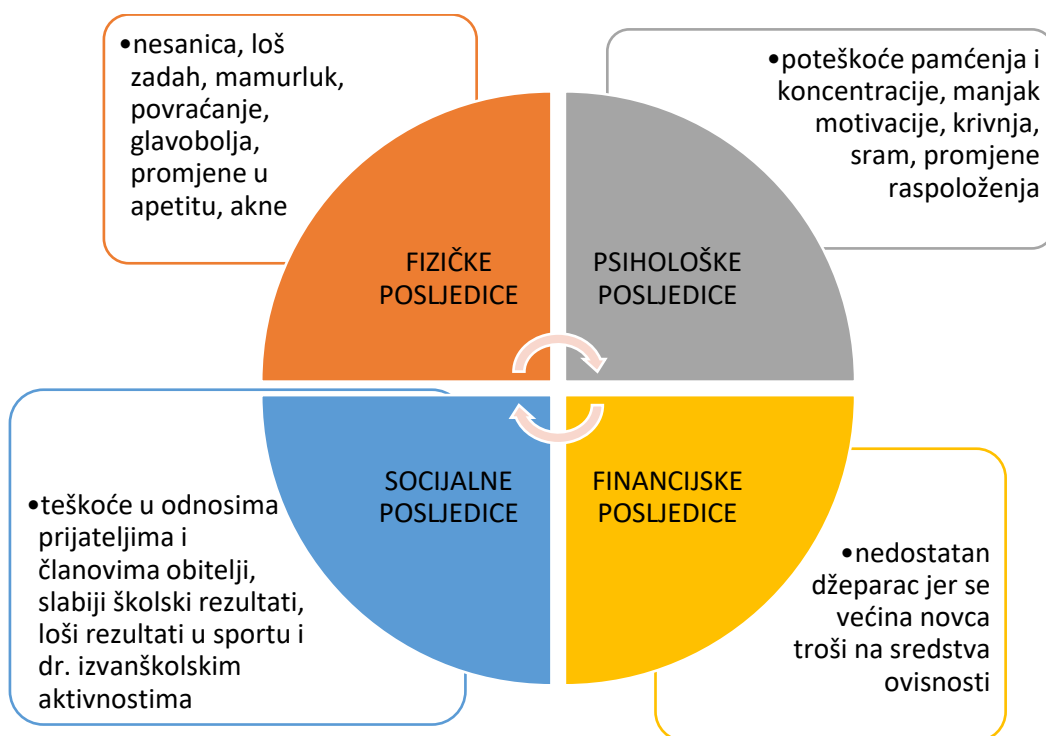 •nesanica, loš
zadah, mamurluk,
povraćanje,
glavobolja,
promjene u
apetitu, akne
•poteškoće pamćenja i
koncentracije, manjak
motivacije, krivnja,
sram, promjene
raspoloženja
FIZIČKE
POSLJEDICE
PSIHOLOŠKE
POSLJEDICE
SOCIJALNE
POSLJEDICE
FINANCIJSKE
POSLJEDICE
•teškoće u odnosima
prijateljima i
članovima obitelji,
slabiji školski rezultati,
loši rezultati u sportu i
dr. izvanškolskim
aktivnostima
•nedostatan
džeparac jer se
većina novca
troši na sredstva
ovisnosti